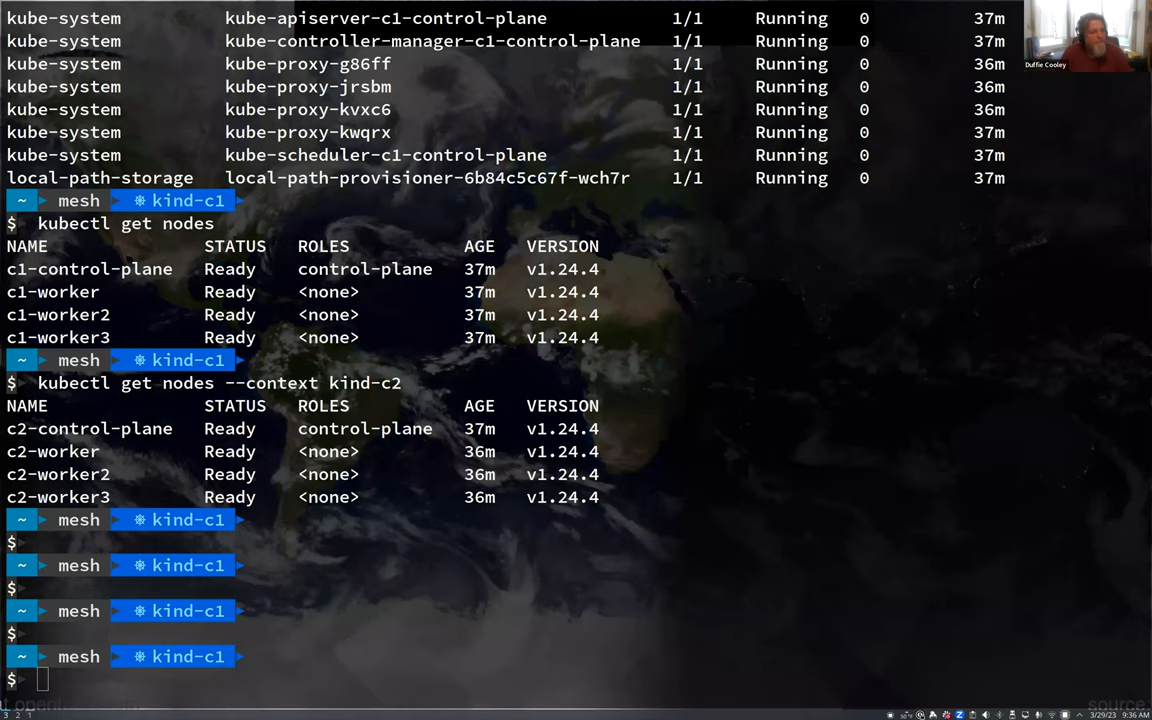 kube-system kube-apiserver-c1-control-plane 1/1 Running 0 37m
kube-system kube-controller-manager-c1-control-plane 1/1 Running 0 37m
kube-system kube-proxy-g86ff 1/1 Running 0 36m
kube-system kube-proxy-jrsbm 1/1 Running 0 36m
kube-system kube-proxy-kvxc6 1/1 Running 0 36m
kube-system kube-proxy-kwqrx 1/1 Running 0 37m
kube-system kube-scheduler-c1-control-plane 1/1 Running 0 37m
local-path-storage local-path-provisioner-6b84c5c67f-wch7r 1/1 Running 0 37m
Duffie Cooley
~ mesh ⎈ kind-c1
$ kubectl get nodes
NAME STATUS ROLES AGE VERSION
c1-control-plane Ready control-plane 37m v1.24.4
c1-worker Ready <none> 37m v1.24.4
c1-worker2 Ready <none> 37m v1.24.4
c1-worker3 Ready <none> 37m v1.24.4
~ mesh ⎈ kind-c1
$ kubectl get nodes --context kind-c2
NAME STATUS ROLES AGE VERSION
c2-control-plane Ready control-plane 37m v1.24.4
c2-worker Ready <none> 36m v1.24.4
c2-worker2 Ready <none> 36m v1.24.4
c2-worker3 Ready <none> 36m v1.24.4
~ mesh ⎈ kind-c1
$
~ mesh ⎈ kind-c1
$
~ mesh ⎈ kind-c1
$
~ mesh ⎈ kind-c1
$
source
3 2 1
3/29/23 9:36 AM